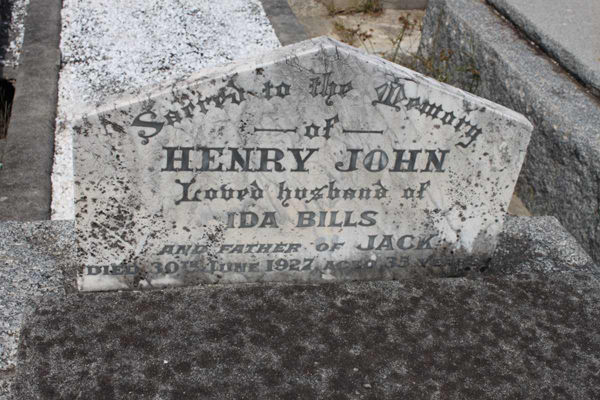 Sacred to the Memory
of
HENRY JOHN
Loved husband of
IDA BILLS
AND FATHER OF JACK
DIED 30TH JUNE 1927, AGED